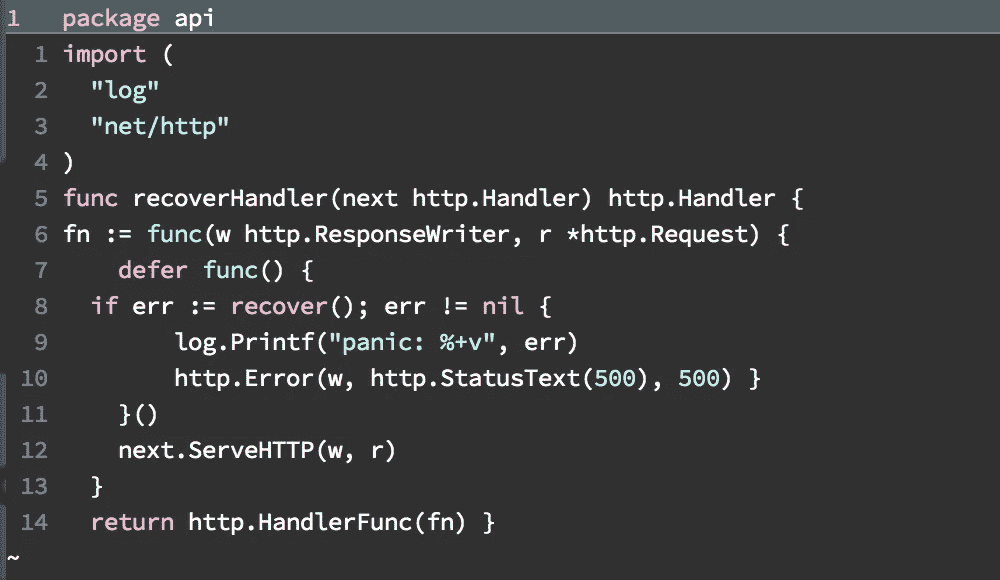 1   package api
  1 import (
  2   "log"
  3   "net/http"
  4 )
  5 func recoverHandler(next http.Handler) http.Handler {
  6 fn := func(w http.ResponseWriter, r *http.Request) {
  7     defer func() {
  8   if err := recover(); err != nil {
  9         log.Printf("panic: %+v", err)
 10         http.Error(w, http.StatusText(500), 500) }
 11     }()
 12     next.ServeHTTP(w, r)
 13   }
 14   return http.HandlerFunc(fn) }
~